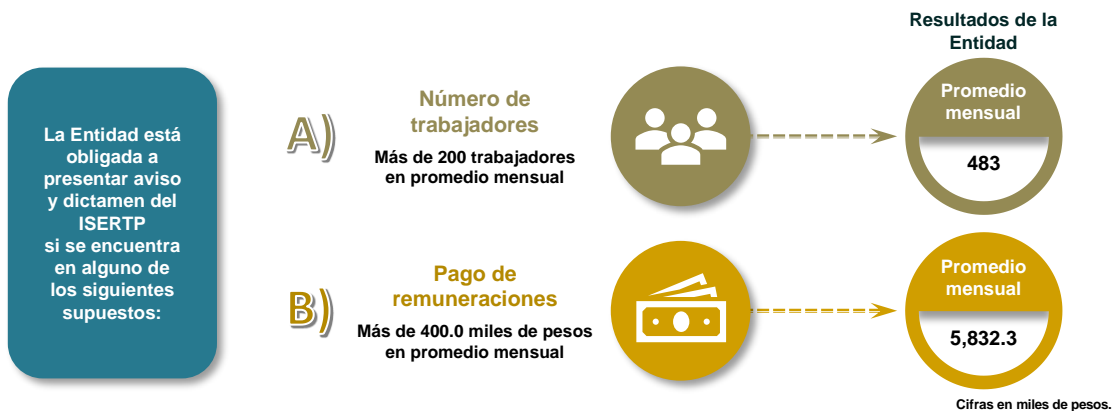 La Entidad está
obligada a
presentar aviso
y dictamen del
ISERTP
si se encuentra
en alguno de
los siguientes
supuestos:
A)
Número de
trabajadores
Más de 200 trabajadores
en promedio mensual
Resultados de la
Entidad
Promedio
mensual
483
B)
Pago de
remuneraciones
Más de 400.0 miles de pesos
en promedio mensual
Promedio
mensual
5,832.3
Cifras en miles de pesos.